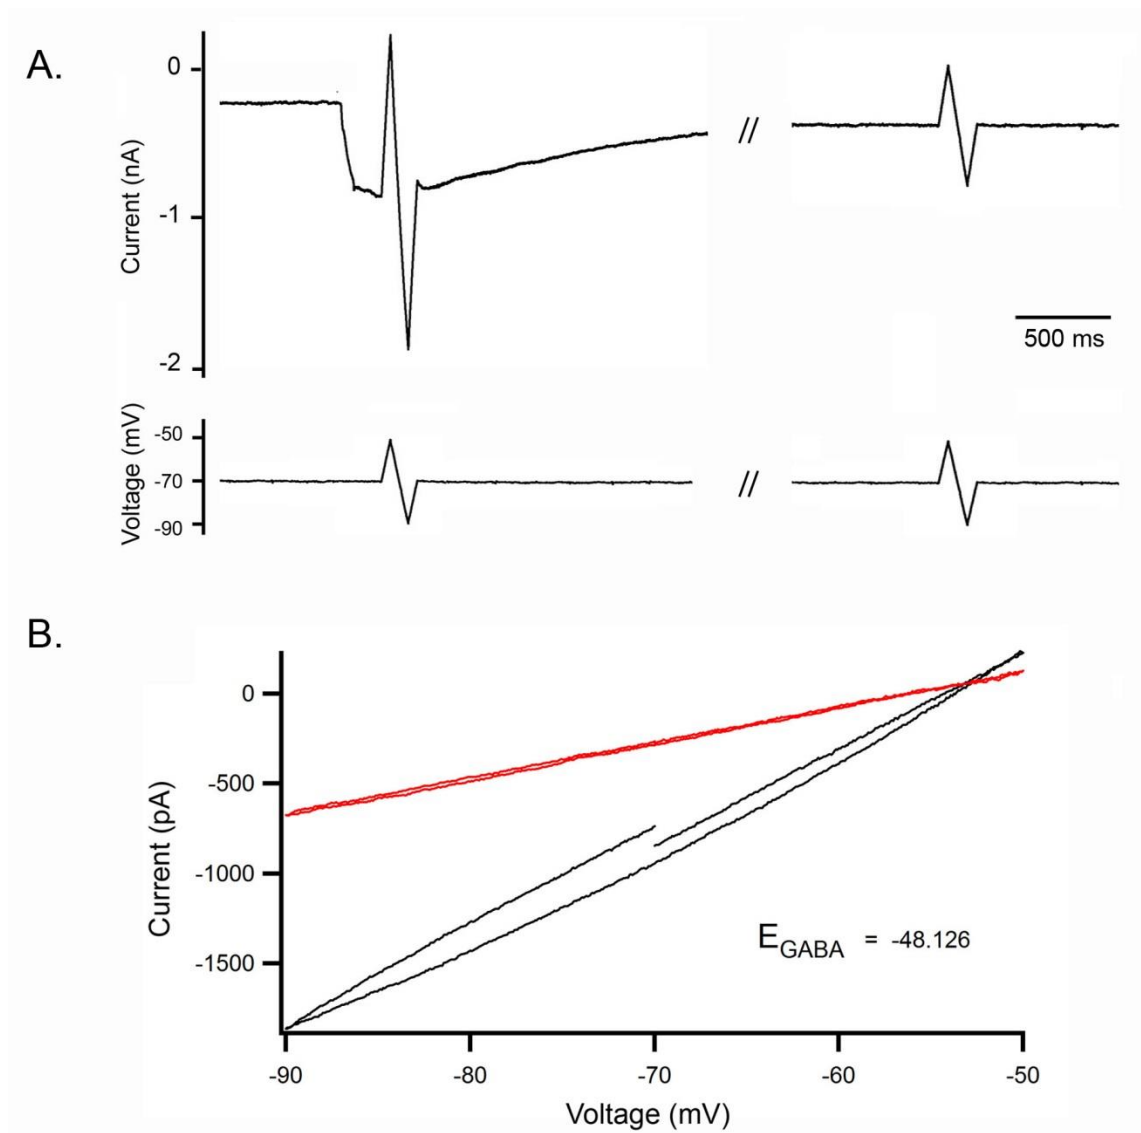 A.
0
-1
-2
Current (nA)
//
500 ms
-50
-70
-90
Voltage (mV)
//
B.
0
-500
-1000
-1500
Current (pA)
E GABA = -48.126
-90 -80 -70 -60 -50
Voltage (mV)